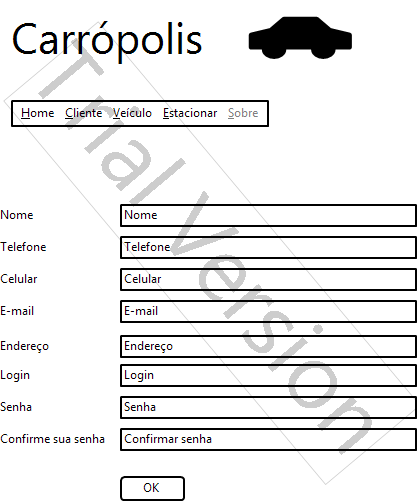 Carrópolis
Home Cliente Veículo Estacionar Sobre
Nome Nome
Telefone Telefone
Celular Celular
E-mail E-mail
Endereço Endereço
Login Login
Senha Senha
Confirme sua senha Confirmar senha
OK
Trial Version